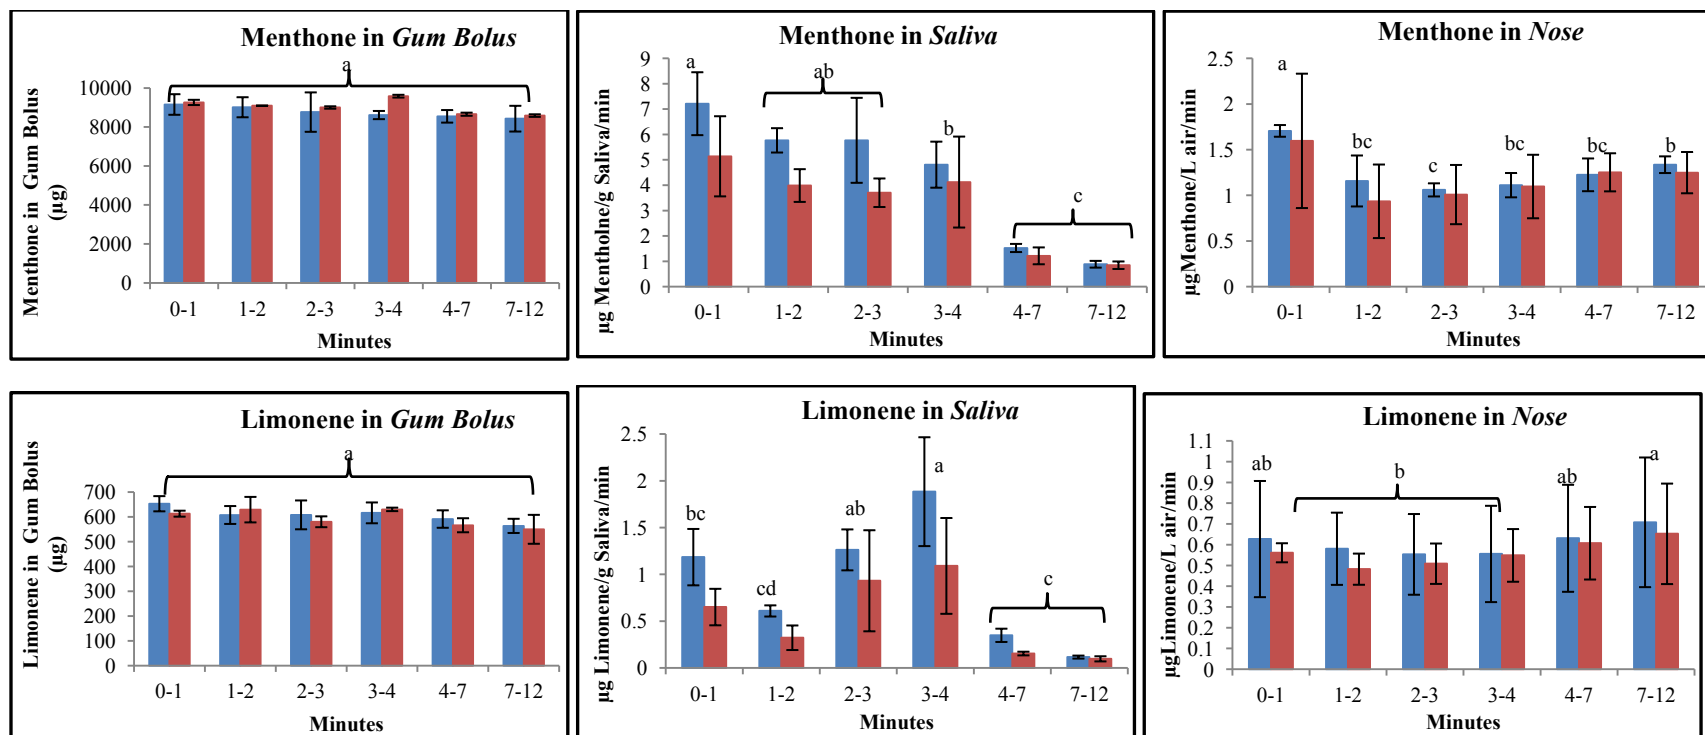 Menthone in Gum Bolus
a
Menthone in Gum Bolus
(µg)
10000
8000
6000
4000
2000
0
0-1 1-2 2-3 3-4 4-7 7-12
Minutes
Menthone in Saliva
a ab b c
µg Mentholne/g Saliva/min
9
8
7
6
5
4
3
2
1
0
0-1 1-2 2-3 3-4 4-7 7-12
Minutes
Menthone in Nose
a bc c bc bc b
µgMenthone/L air/min
2.5
2
1.5
1
0.5
0
0-1 1-2 2-3 3-4 4-7 7-12
Minutes
Limonene in Gum Bolus
a
Limonene in Gum Bolus
(µg)
700
600
500
400
300
200
100
0
0-1 1-2 2-3 3-4 4-7 7-12
Minutes
Limonene in Saliva
bc cd ab a c
µg Limonene/g Saliva/min
2.5
2
1.5
1
0.5
0
0-1 1-2 2-3 3-4 4-7 7-12
Minutes
Limonene in Nose
ab b ab a
µgLimonene/L air/min
1.1
1
0.9
0.8
0.7
0.6
0.5
0.4
0.3
0.2
0.1
0
0-1 1-2 2-3 3-4 4-7 7-12
Minutes